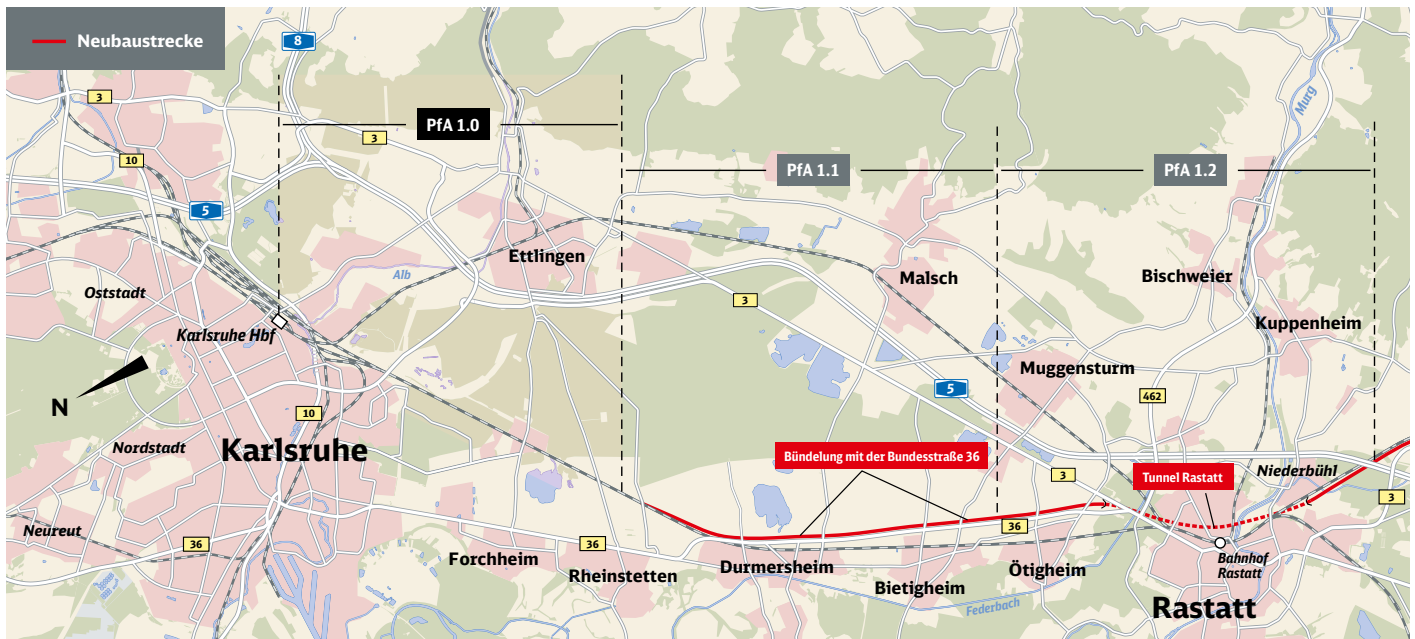 Neubaustrecke
8
3
PfA 1.0
3
10
PfA 1.1
PfA 1.2
Murg
5
Ettlingen
Alb
Malsch
Bischweier
Oststadt
3
Karlsruhe Hbf
Kuppenheim
Muggensturm
5
462
N
10
Nordstadt
Karlsruhe
Bündelung mit der Bundesstraße 36
3
Tunnel Rastatt
Niederbühl
3
Neureut
36
36
36
Forchheim
Rheinstetten
Durmersheim
Bietigheim
Ötigheim
Federbach
Bahnhof
Rastatt
Rastatt